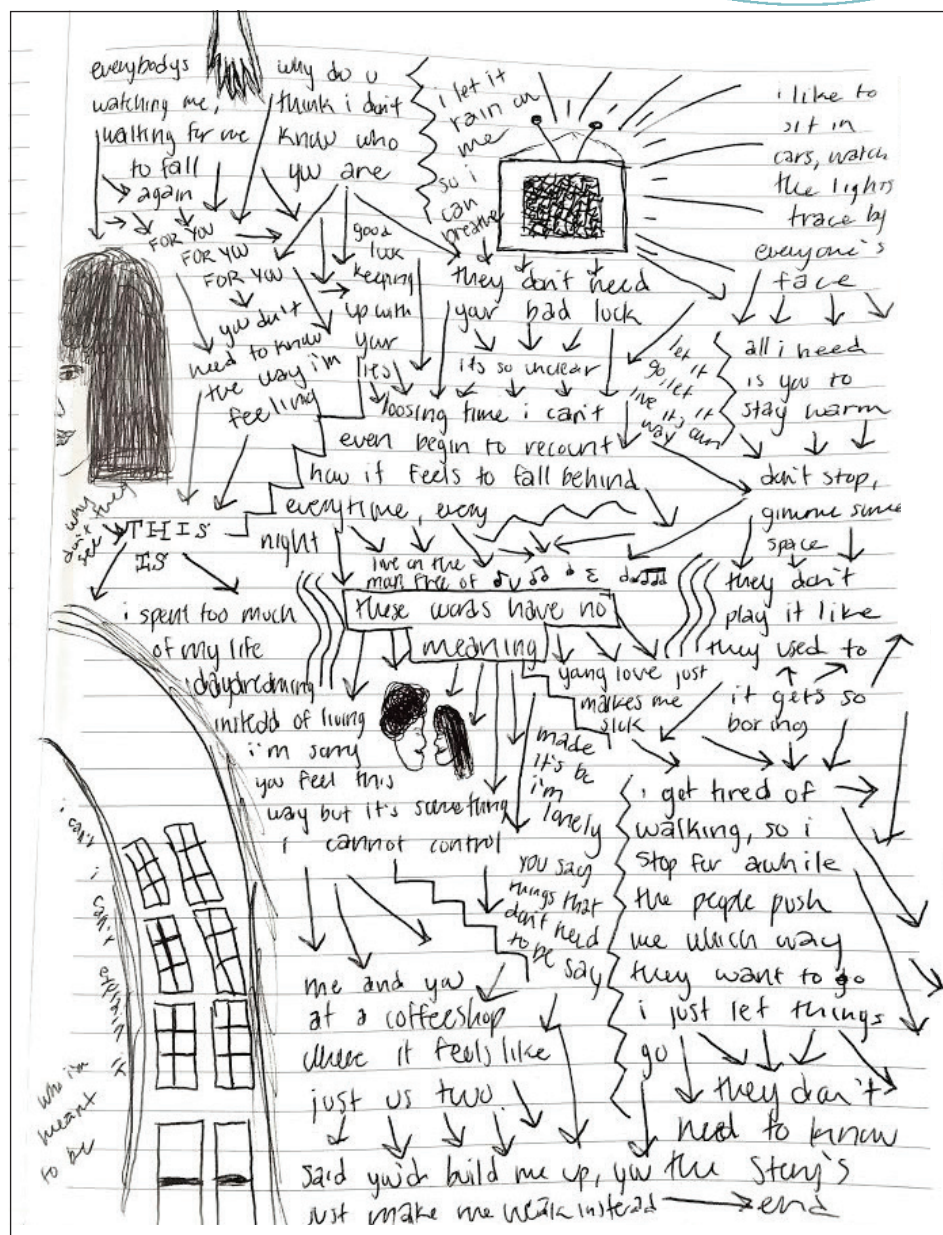 everybodys
watching me,
waiting for me
to fall
again
why do u
think i don't
know who
you are
i let it
rain on
me
so i
can
breathe
i like to
sit in
cars, watch
the lights
trace by
everyone's
face
FOR YOU
FOR YOU
FOR YOU
you don't
need to know
the way i'm
feeling
good
luck
keeping
up with
your
lies
they don't need
your bad luck
it's so unclear
loosing time i can't
even begin to recount
how it feels to fall behind
everytime, every
night
let it
go, let it
live its own
way
all i need
is you to
stay warm
don't stop,
gimme some
space
they don't
play it like
they used to
it gets so
boring
why
don't they
see
THIS
IS
live on the
free of
these words have no
meaning
i spent too much
of my life
daydreaming
instead of living
i'm sorry
you feel this
way but it's something
i cannot control
young love just
makes me
sick
made
it's be
i'm
lonely
you say
things that
don't need
to be
say
i get tired of
walking, so i
stop for awhile
the people push
me which way
they want to go
i just let things
go
they don't
need to know
the story's
end
me and you
at a coffeeshop
where it feels like
just us two
said you'd build me up, you
just make me weak instead
i can't
i can't
who i'm
meant
to be